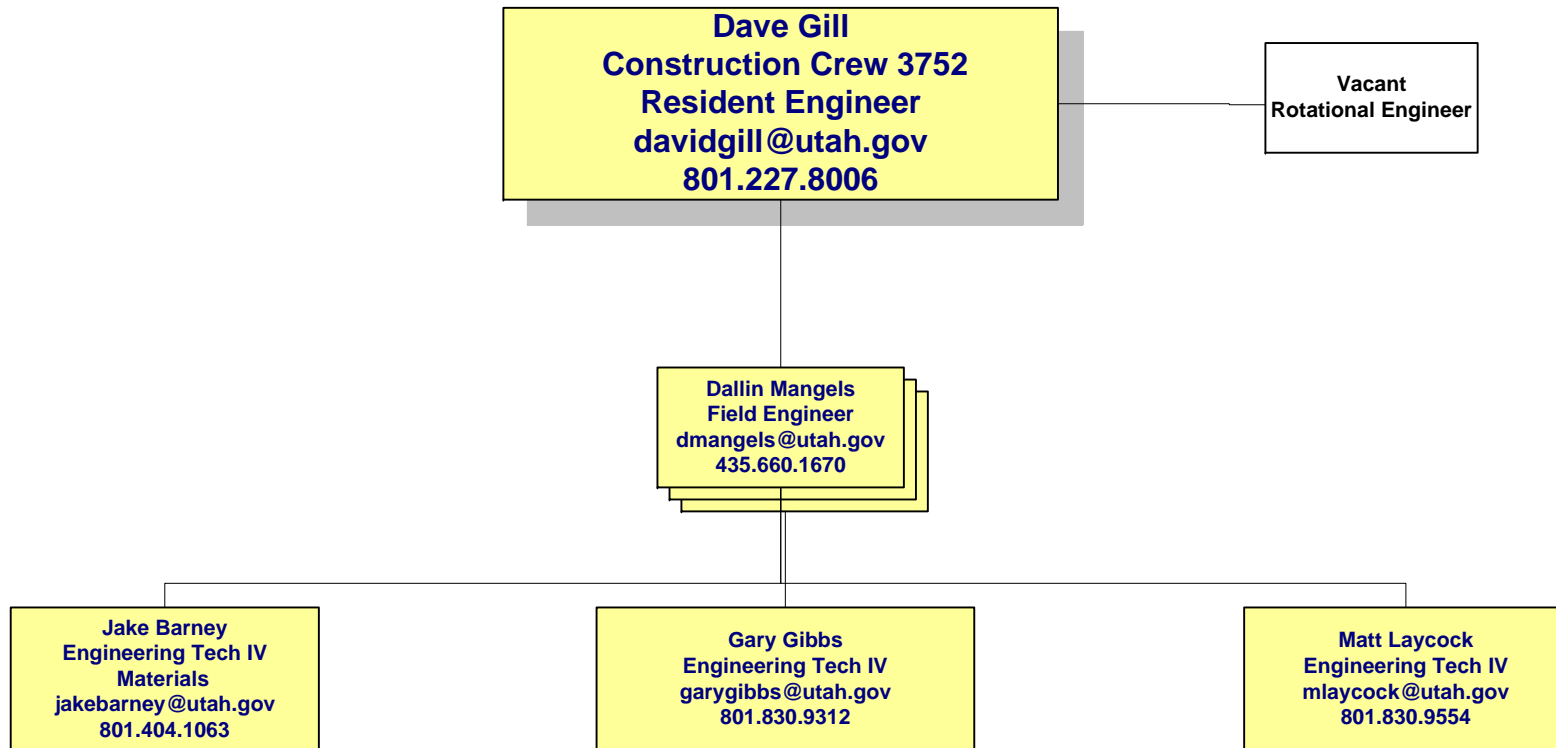 Dave Gill
Construction Crew 3752
Resident Engineer
davidgill@utah.gov
801.227.8006
Vacant
Rotational Engineer
Dallin Mangels
Field Engineer
dmangels@utah.gov
435.660.1670
Jake Barney
Engineering Tech IV
Materials
jakebarney@utah.gov
801.404.1063
Gary Gibbs
Engineering Tech IV
garygibbs@utah.gov
801.830.9312
Matt Laycock
Engineering Tech IV
mlaycock@utah.gov
801.830.9554